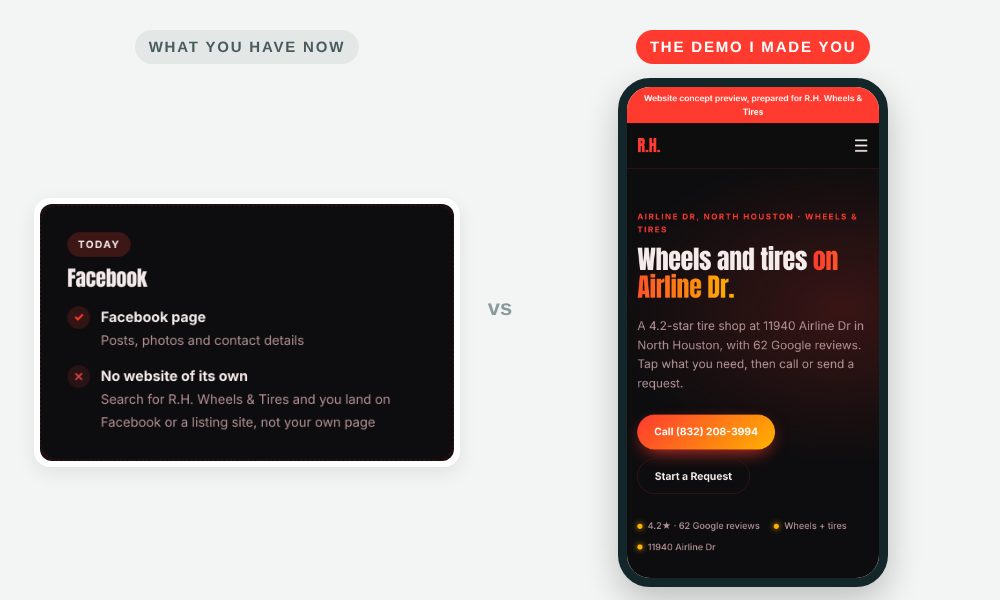 WHAT YOU HAVE NOW
TODAY
Facebook
Facebook page
Posts, photos and contact details
No website of its own
Search for R.H. Wheels & Tires and you land on
Facebook or a listing site, not your own page
vs
THE DEMO I MADE YOU
Website concept preview, prepared for R.H. Wheels &
Tires
R.H.
AIRLINE DR, NORTH HOUSTON · WHEELS &
TIRES
Wheels and tires on
Airline Dr.
A 4.2-star tire shop at 11940 Airline Dr in
North Houston, with 62 Google reviews.
Tap what you need, then call or send a
request.
Call (832) 208-3994
Start a Request
4.2★ · 62 Google reviews
Wheels + tires
11940 Airline Dr